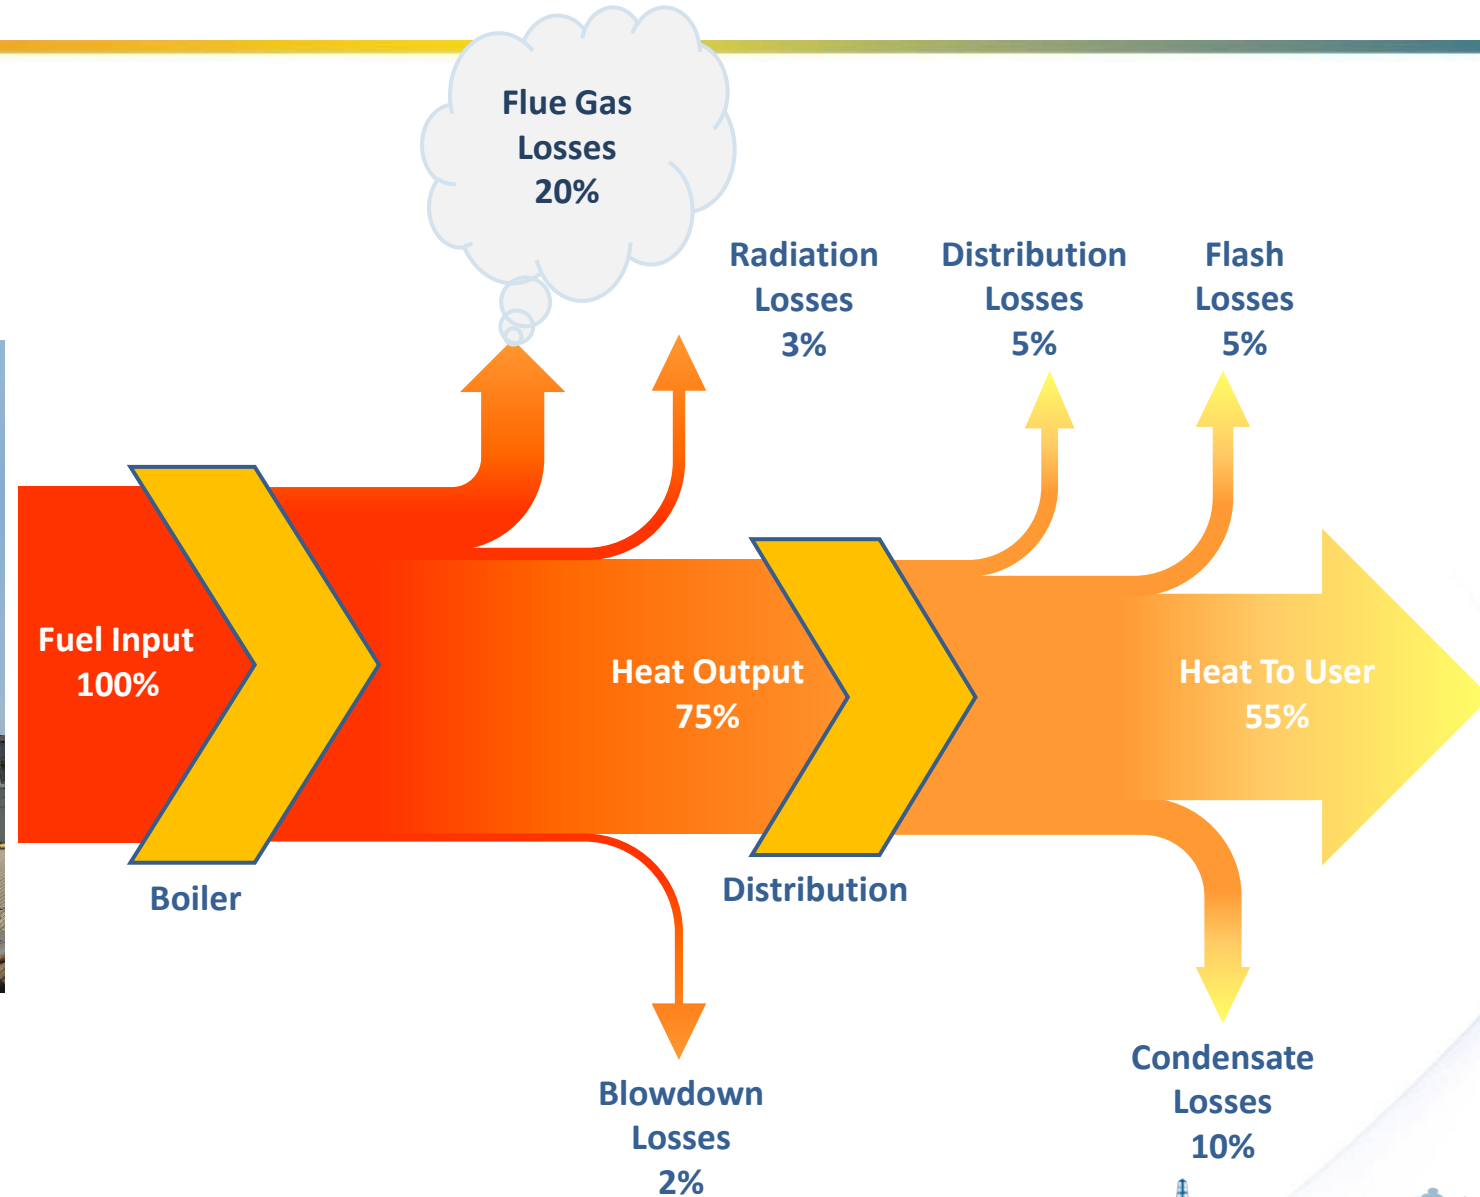 Flue Gas
Losses
20%
Radiation
Losses
3%
Distribution
Losses
5%
Flash
Losses
5%
Fuel Input
100%
Heat Output
75%
Heat To User
55%
Boiler
Distribution
Blowdown
Losses
2%
Condensate
Losses
10%